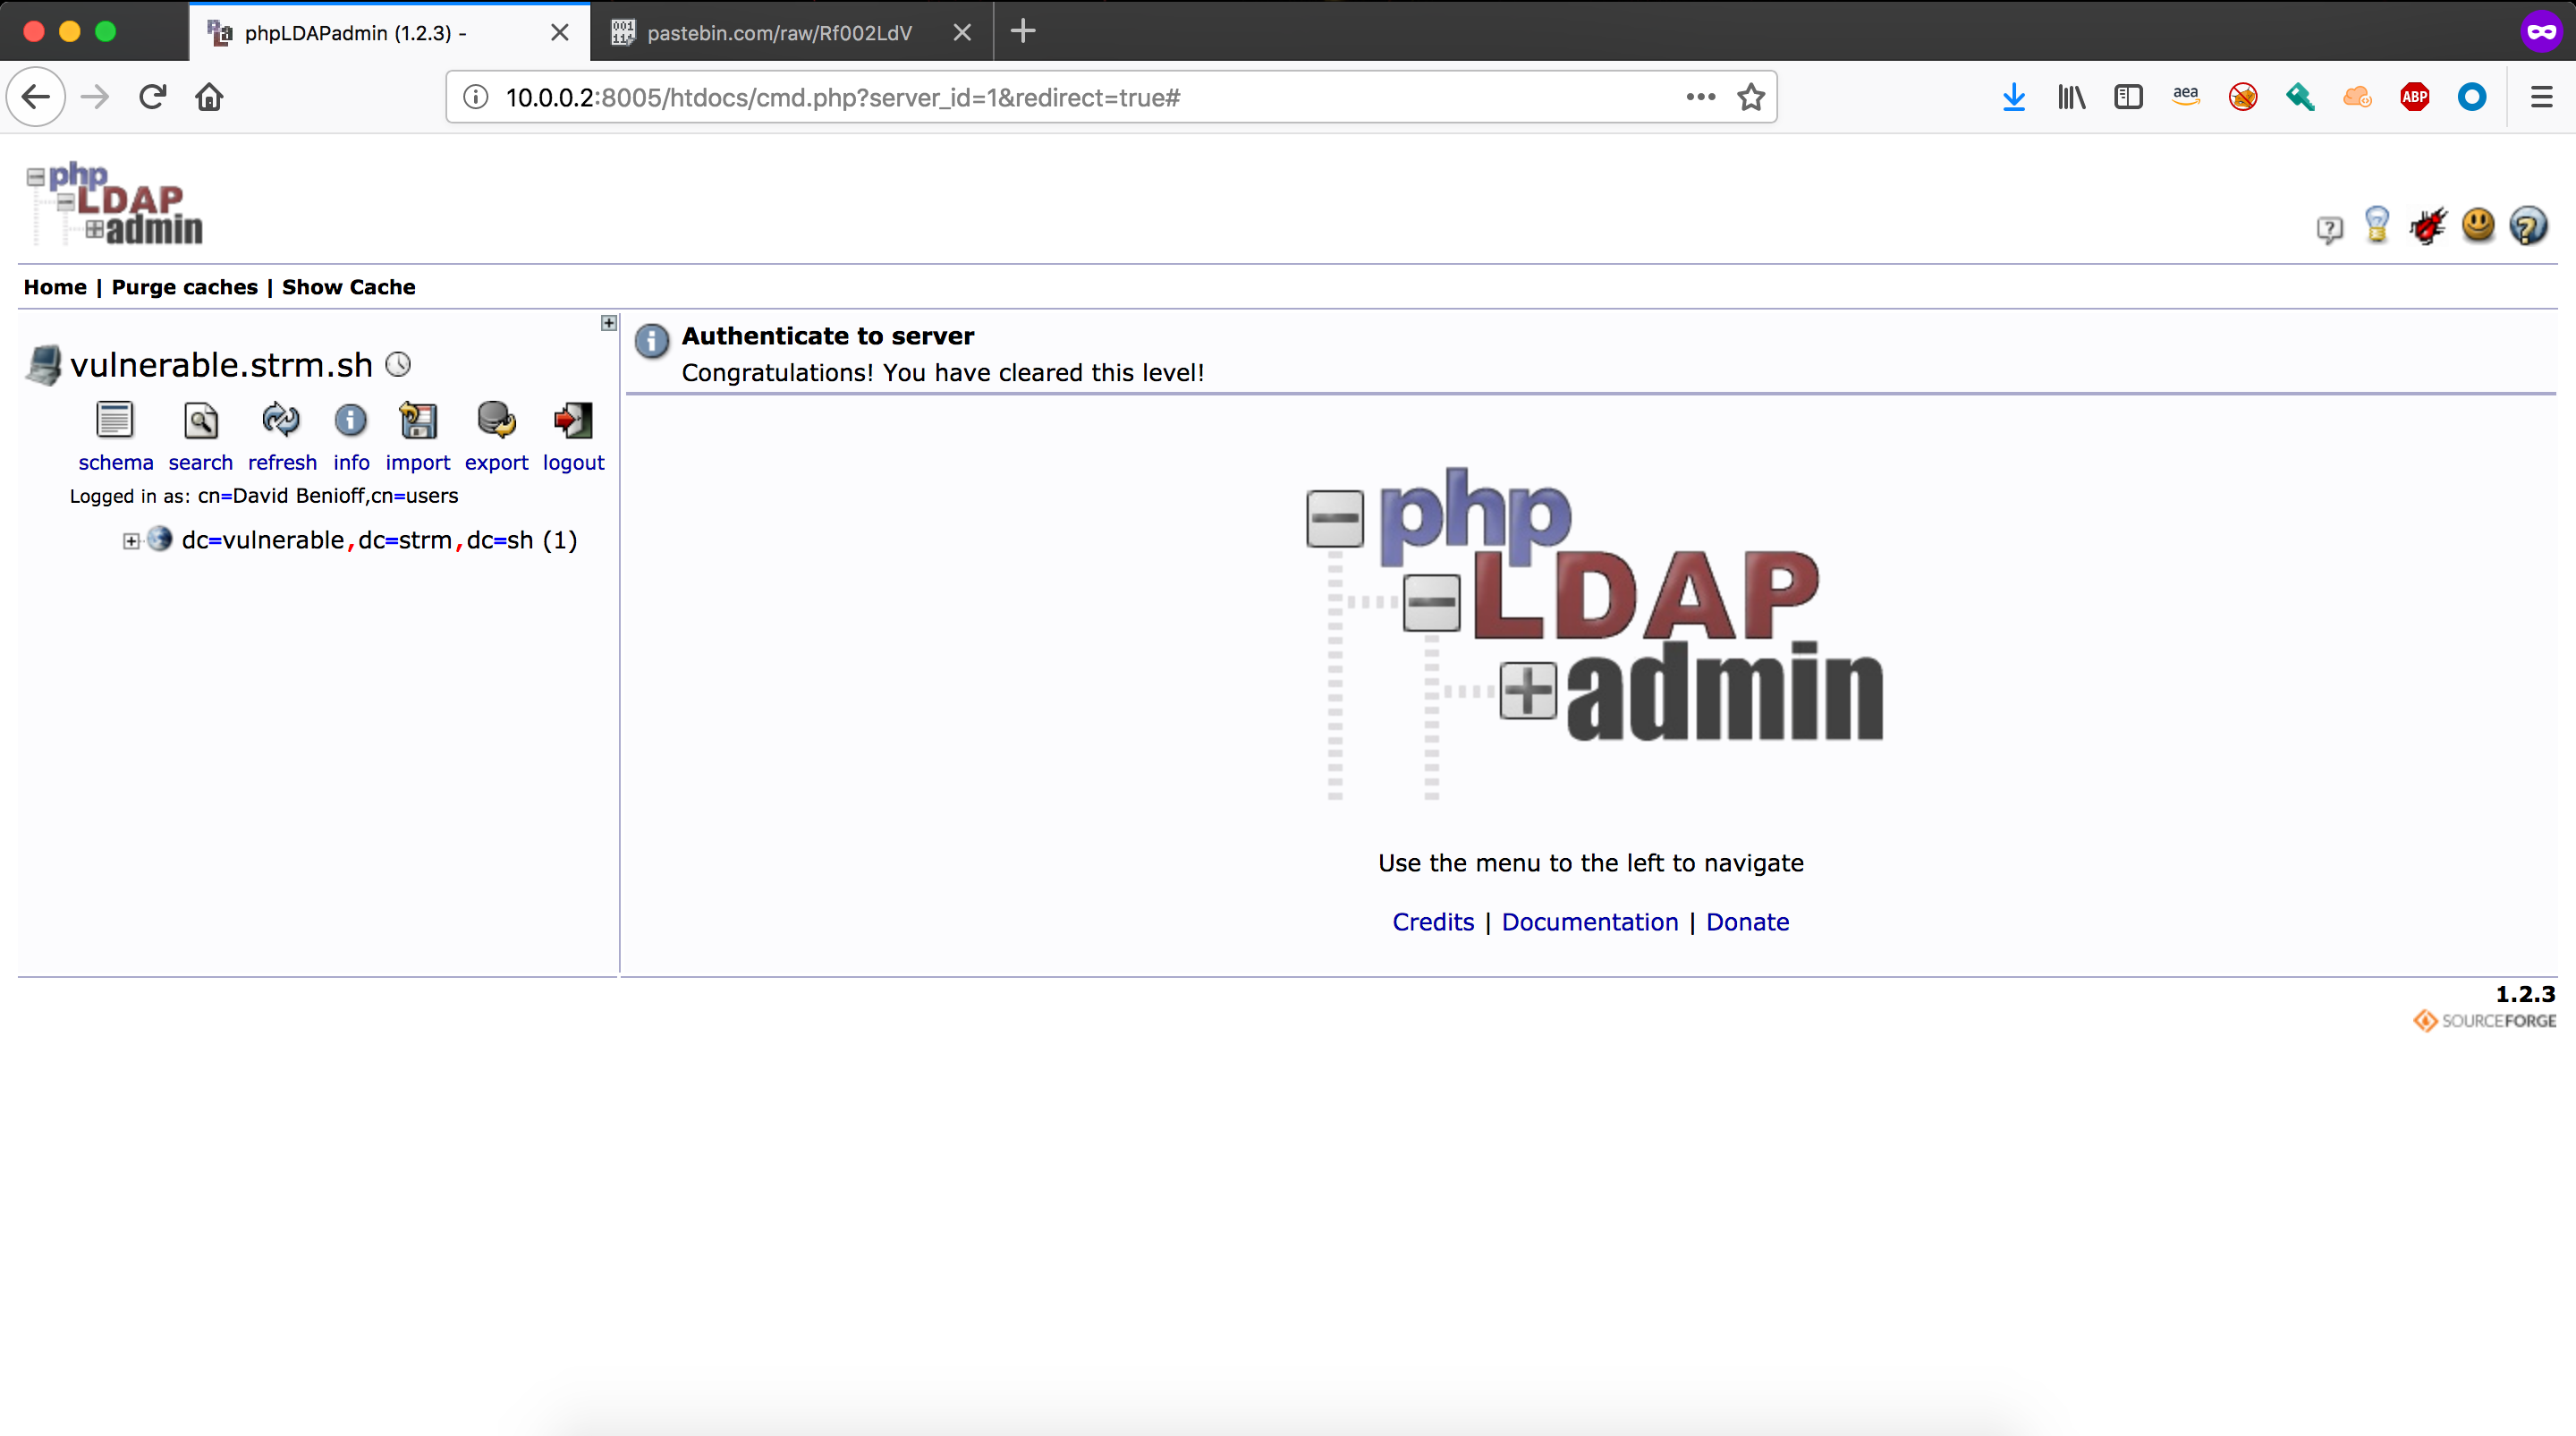 phpLDAPadmin (1.2.3) -
pastebin.com/raw/Rf002LdV
10.0.0.2:8005/htdocs/cmd.php?server_id=1&redirect=true#
aea
ABP
php
LDAP
admin
Home | Purge caches | Show Cache
vulnerable.strm.sh
schema search refresh info import export logout
Logged in as: cn=David Benioff,cn=users
dc=vulnerable,dc=strm,dc=sh (1)
Authenticate to server
Congratulations! You have cleared this level!
php
LDAP
admin
Use the menu to the left to navigate
Credits | Documentation | Donate
1.2.3
SOURCEFORGE